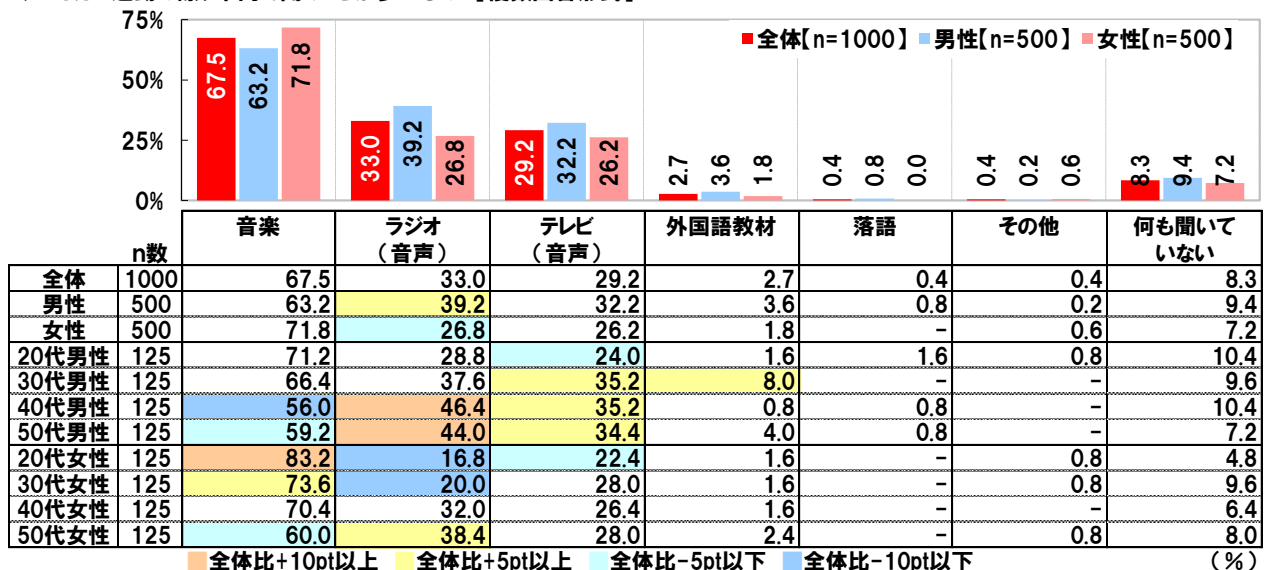 75%
50%
25%
0%
■全体【n=1000】 ■男性【n=500】 ■女性【n=500】
67.5 63.2 71.8 33.0 39.2 26.8 29.2 32.2 26.2 2.7 3.6 1.8 0.4 0.8 0.0 0.4 0.2 0.6 8.3 9.4 7.2
n数 音楽 ラジオ（音声） テレビ（音声） 外国語教材 落語 その他 何も聞いていない
全体 1000 67.5 33.0 29.2 2.7 0.4 0.4 8.3
男性 500 63.2 39.2 32.2 3.6 0.8 0.2 9.4
女性 500 71.8 26.8 26.2 1.8 － 0.6 7.2
20代男性 125 71.2 28.8 24.0 1.6 1.6 0.8 10.4
30代男性 125 66.4 37.6 35.2 8.0 － － 9.6
40代男性 125 56.0 46.4 35.2 0.8 0.8 － 10.4
50代男性 125 59.2 44.0 34.4 4.0 0.8 － 7.2
20代女性 125 83.2 16.8 22.4 1.6 － 0.8 4.8
30代女性 125 73.6 20.0 28.0 1.6 － 0.8 9.6
40代女性 125 70.4 32.0 26.4 1.6 － － 6.4
50代女性 125 60.0 38.4 28.0 2.4 － 0.8 8.0
■全体比+10pt以上 ■全体比+5pt以上 ■全体比-5pt以下 ■全体比-10pt以下 （%）